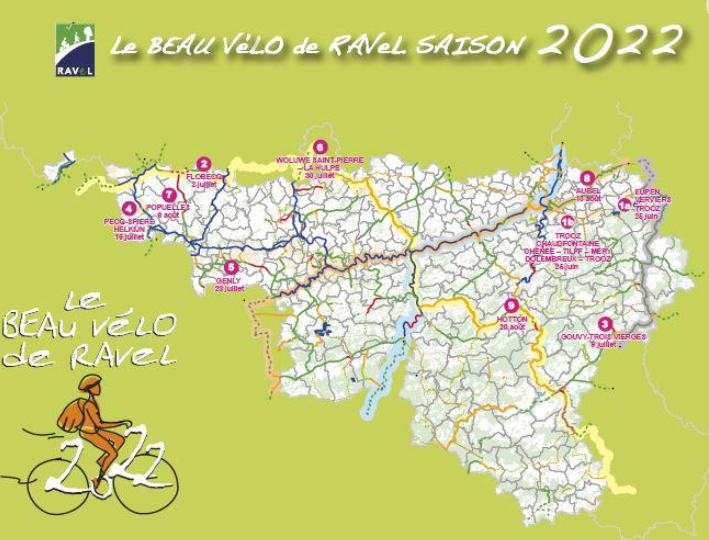 Le BEAU VéLO de RAVeL SAISON 2022
RAVeL
6
WOLUWE SAINT-PIERRE
LA HULPE
30 juillet
2
FLOBECQ
2 juillet
7
POPUELLES
6 août
4
PECQ-SPIERE
HELKIJN
16 juillet
8
AUBEL
13 août
1a
EUPEN
VERVIERS
TROOZ
25 juin
1b
TROOZ
CHAUDFONTAINE
CHENÉE – TILFF – MÉRY
DOLEMBREUX – TROOZ
26 juin
5
GENLY
23 juillet
9
HOTTON
20 août
3
GOUVY-TROIS VIERGES
9 juillet
Le
BEAU VéLO
de RAVeL
2022